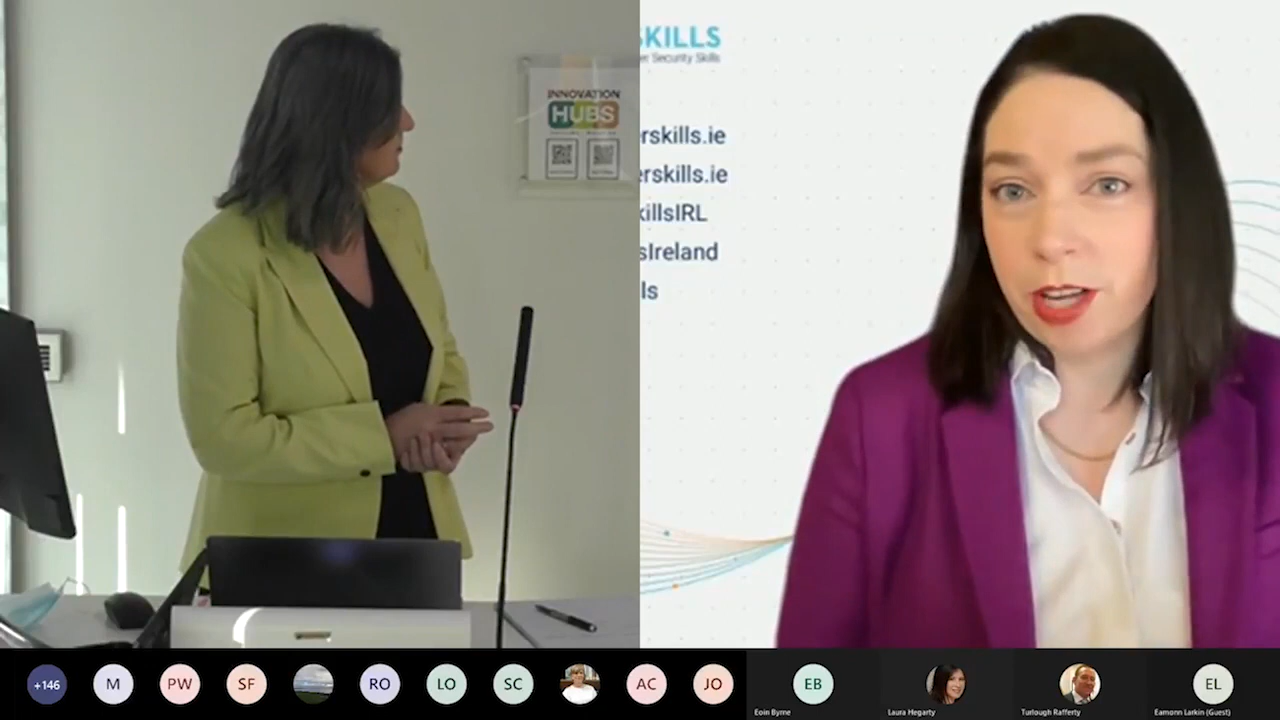 INNOVATION
HUBS
SKILLS
er Security Skills
erskills.ie
erskills.ie
killsIRL
sIreland
ls
+146
M
PW
SF
RO
LO
SC
AC
JO
EB
EL
Eoin Byrne
Laura Hegarty
Turlough Rafferty
Eamonn Larkin (Guest)